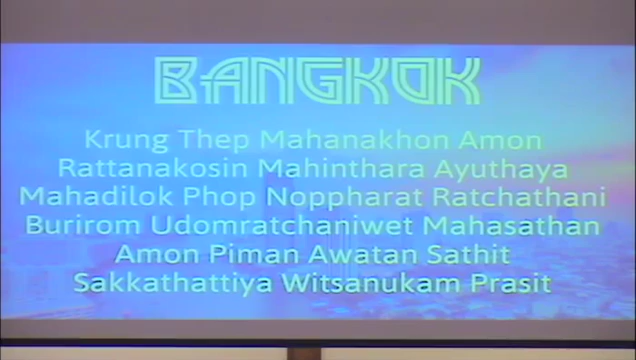 BANGKOK
Krung Thep Mahanakhon Amon
Rattanakosin Mahinthara Ayuthaya
Mahadilok Phop Noppharat Ratchathani
Burirom Udomratchaniwet Mahasathan
Amon Piman Awatan Sathit
Sakkathattiya Witsanukam Prasit